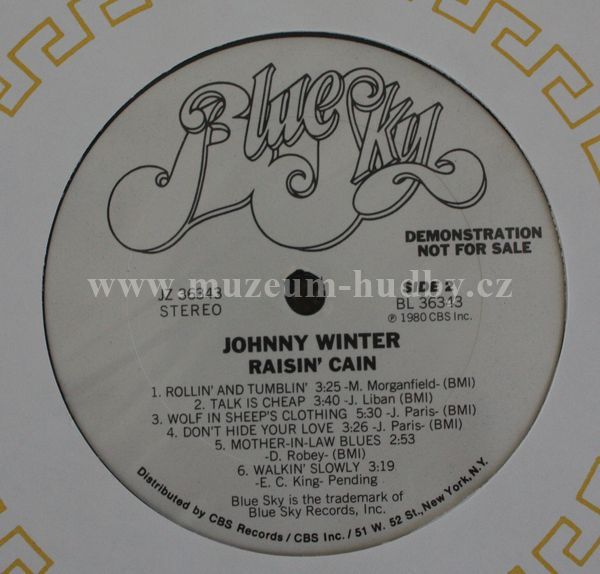 Blue Sky
DEMONSTRATION
NOT FOR SALE
www.muzeum-hudby.cz
JZ 36343
STEREO
SIDE 2
BL 36343
℗ 1980 CBS Inc.
JOHNNY WINTER
RAISIN' CAIN
1. ROLLIN' AND TUMBLIN' 3:25 -M. Morganfield- (BMI)
2. TALK IS CHEAP 3:40 -J. Liban- (BMI)
3. WOLF IN SHEEP'S CLOTHING 5:30 -J. Paris- (BMI)
4. DON'T HIDE YOUR LOVE 3:26 -J. Paris- (BMI)
5. MOTHER-IN-LAW BLUES 2:53
-D. Robey- (BMI)
6. WALKIN' SLOWLY 3:19
-E. C. King- Pending
Blue Sky is the trademark of
Blue Sky Records, Inc.
Distributed by CBS Records / CBS Inc. / 51 W. 52 St., New York, N.Y.